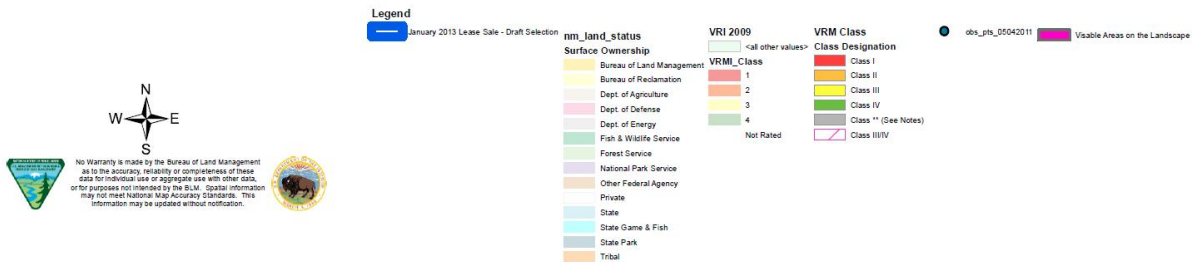 Legend
January 2013 Lease Sale - Draft Selection
nm_land_status
Surface Ownership
Bureau of Land Management
Bureau of Reclamation
Dept. of Agriculture
Dept. of Defense
Dept. of Energy
Fish & Wildlife Service
Forest Service
National Park Service
Other Federal Agency
Private
State
State Game & Fish
State Park
Tribal
VRI 2009
<all other values>
VRMI_Class
1
2
3
4
Not Rated
VRM Class
Class Designation
Class I
Class II
Class III
Class IV
Class ** (See Notes)
Class III/IV
obs_pts_05042011
Visable Areas on the Landscape
N
W
E
S
No Warranty is made by the Bureau of Land Management
as to the accuracy, reliability or completeness of these
data for individual use or aggregate use with other data,
or for purposes not intended by the BLM. Spatial information
may not meet National Map Accuracy Standards. This
information may be updated without notification.